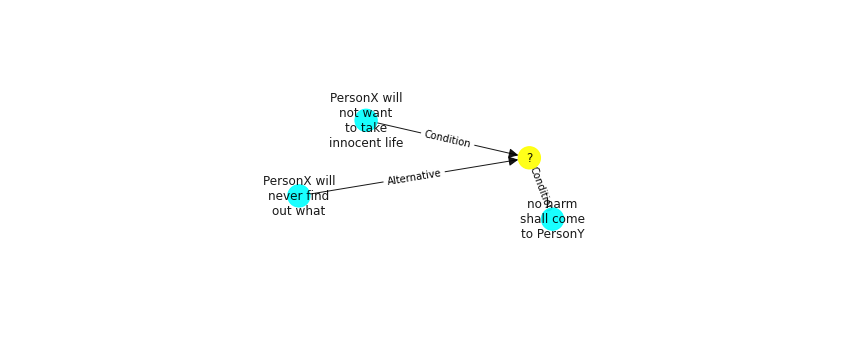 PersonX will
not want
to take
innocent life
Condition
?
PersonX will
never find
out what
Alternative
Condition
no harm
shall come
to PersonY